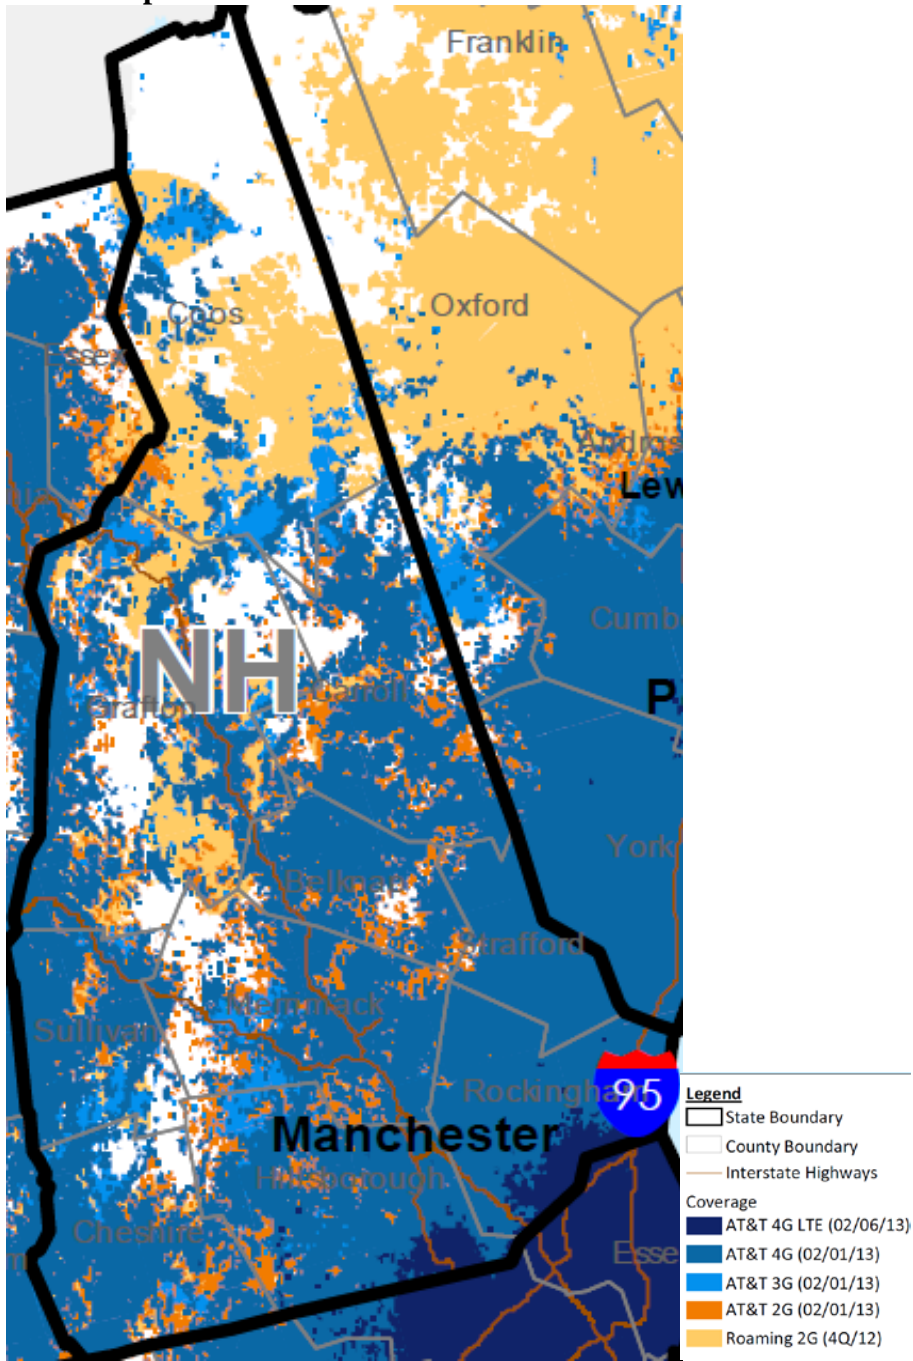 Franklin
Oxford
Coos
Essex
Andros
Lew
Cumb
NH
Carroll
Grafton
P
York
Belknap
Strafford
Merrimack
Sullivan
Rockingham
95
Manchester
Hillsborough
Cheshire
Esse
Legend
State Boundary
County Boundary
Interstate Highways
Coverage
AT&T 4G LTE (02/06/13)
AT&T 4G (02/01/13)
AT&T 3G (02/01/13)
AT&T 2G (02/01/13)
Roaming 2G (4Q/12)